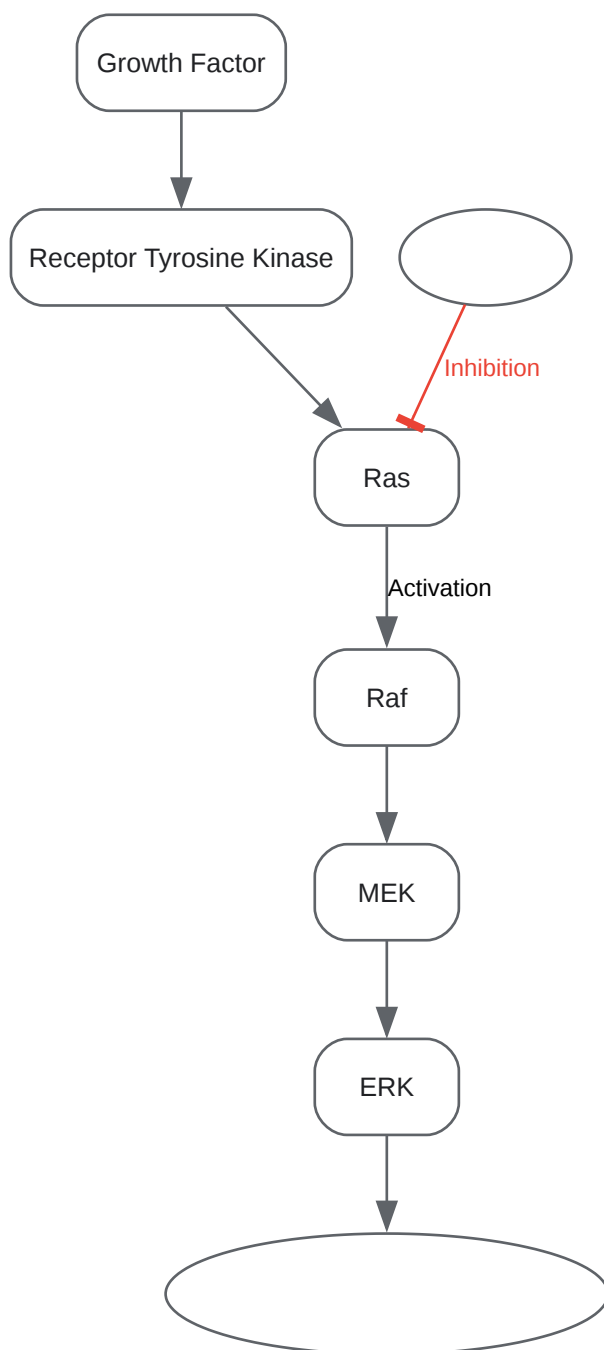 Growth Factor
Receptor Tyrosine Kinase
Inhibition
Ras
Activation
Raf
MEK
ERK